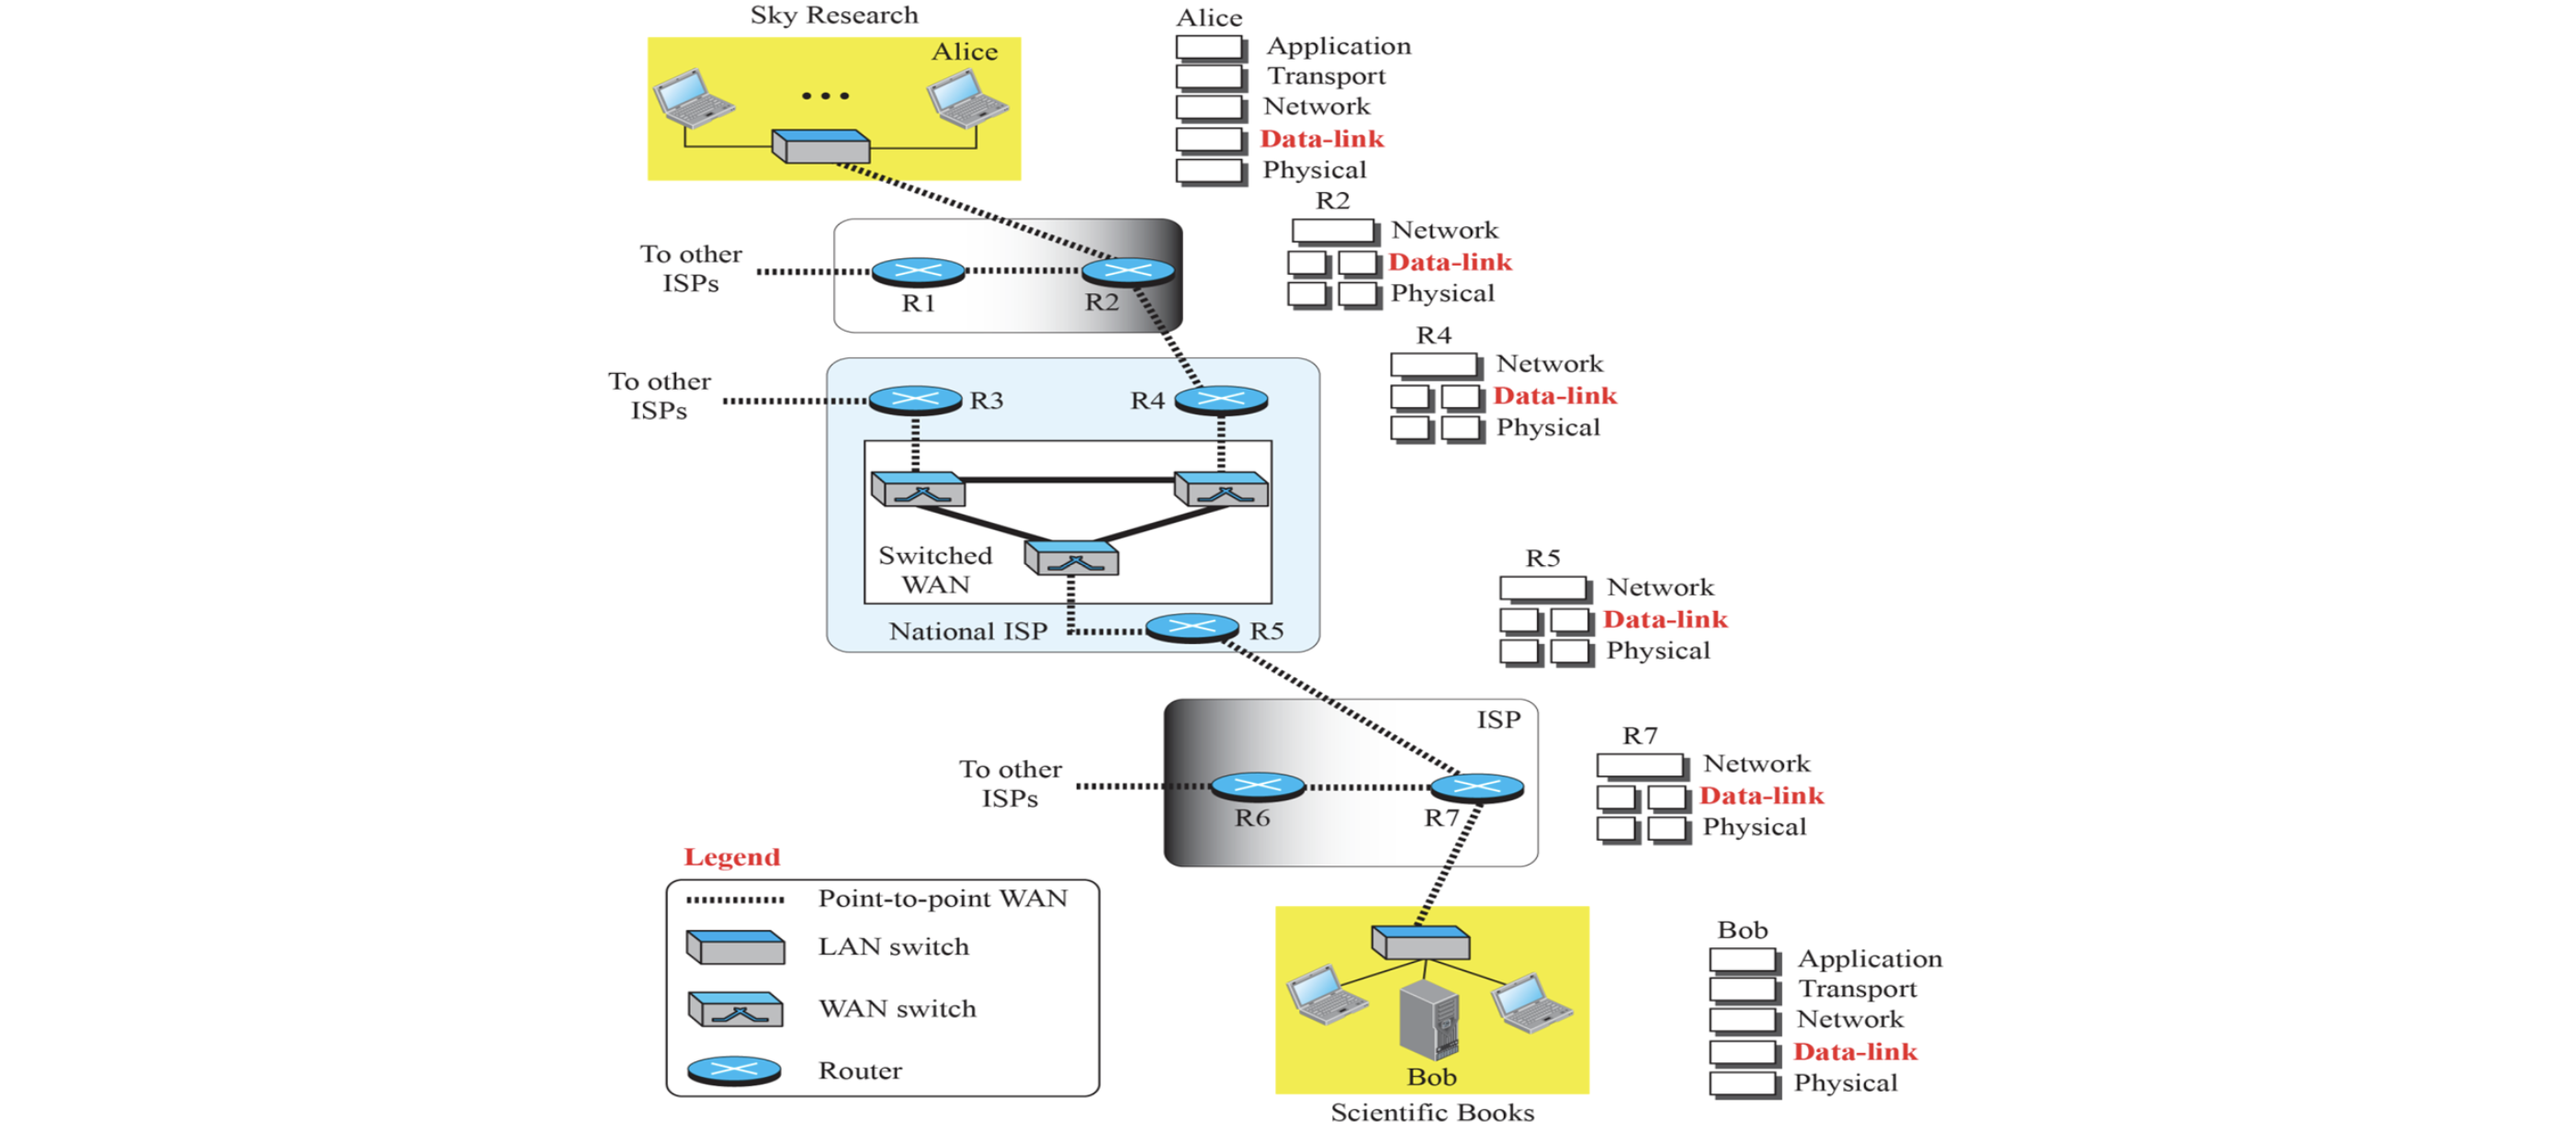 Sky Research
Alice
Alice
Application
Transport
Network
Data-link
Physical
R2
Network
Data-link
Physical
To other
ISPs
R1
R2
R4
Network
Data-link
Physical
To other
ISPs
R3
R4
Switched
WAN
National ISP
R5
R5
Network
Data-link
Physical
ISP
To other
ISPs
R6
R7
R7
Network
Data-link
Physical
Legend
Point-to-point WAN
LAN switch
WAN switch
Router
Bob
Scientific Books
Bob
Application
Transport
Network
Data-link
Physical